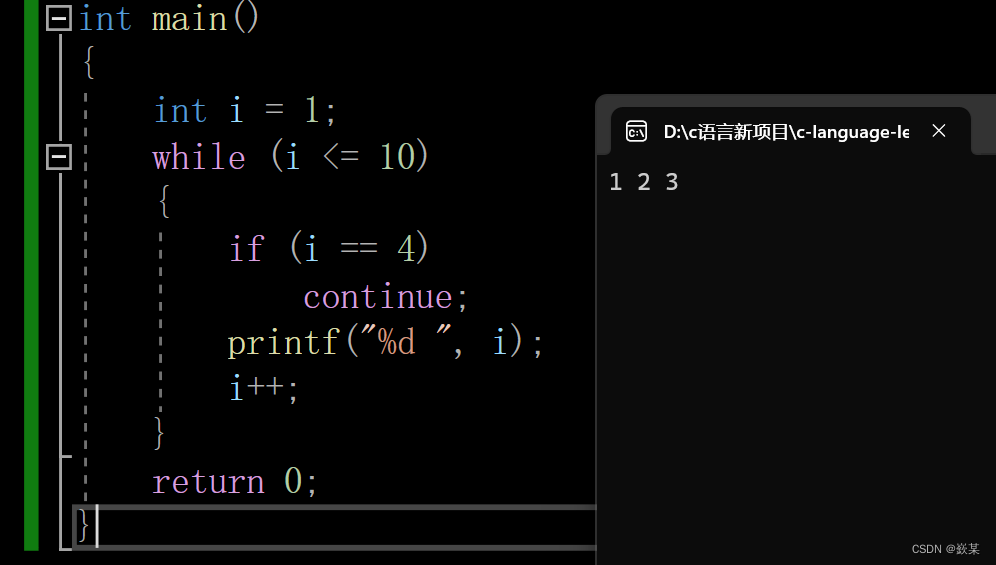 int main()
{
int i = 1;
while (i <= 10)
{
if (i == 4)
continue;
printf("%d ", i);
i++;
}
return 0;
}
D:\c语言新项目\c-language-le
1 2 3
CSDN @嵌某